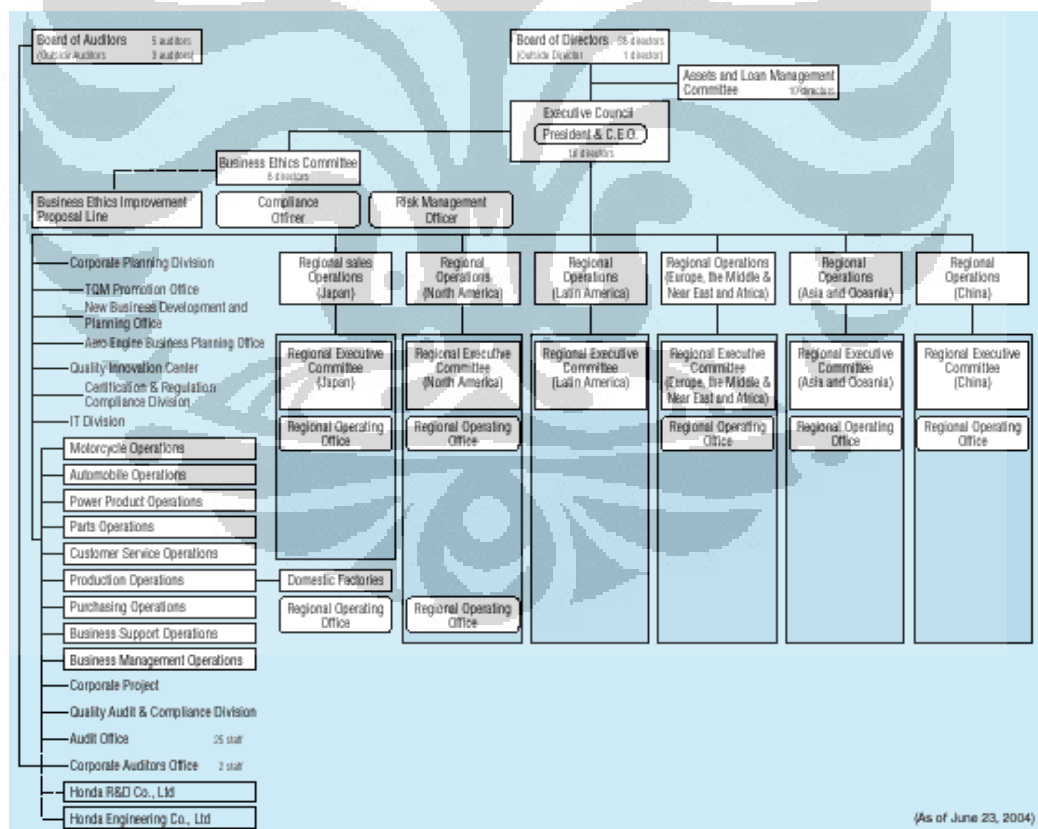 Board of Auditors 5 auditors
(Outside Auditors 3 auditors)
Board of Directors 36 directors
(Outside Director 1 director)
Assets and Loan Management
Committee 10 directors
Executive Council
President & C.E.O.
directors
Business Ethics Committee
directors
Business Ethics Improvement
Proposal Line
Compliance
Officer
Risk Management
Officer
Corporate Planning Division
TQM Promotion Office
New Business Development and
Planning Office
Aero Engine Business Planning Office
Quality Innovation Center
Certification & Regulation
Compliance Division
IT Division
Motorcycle Operations
Automobile Operations
Power Product Operations
Parts Operations
Customer Service Operations
Production Operations
Purchasing Operations
Business Support Operations
Business Management Operations
Corporate Project
Quality Audit & Compliance Division
Audit Office 25 staff
Corporate Auditors Office 2 staff
Honda R&D Co., Ltd
Honda Engineering Co., Ltd
Regional sales
Operations
(Japan)
Regional
Operations
(North America)
Regional
Operations
(Latin America)
Regional Operations
(Europe, the Middle &
Near East and Africa)
Regional
Operations
(Asia and Oceania)
Regional
Operations
(China)
Regional Executive
Committee
(Japan)
Regional Executive
Committee
(North America)
Regional Executive
Committee
(Latin America)
Regional Executive
Committee
(Europe, the Middle &
Near East and Africa)
Regional Executive
Committee
(Asia and Oceania)
Regional Executive
Committee
(China)
Regional Operating
Office
Regional Operating
Office
Regional Operating
Office
Regional Operating
Office
Regional Operating
Office
Domestic Factories
Regional Operating
Office
Regional Operating
Office
(As of June 23, 2004)